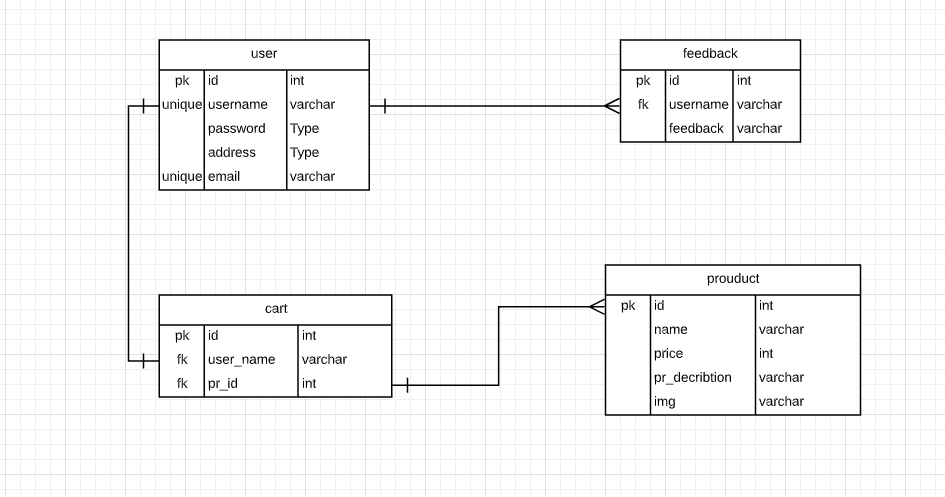 user
pk id int
unique username varchar
password Type
address Type
unique email varchar
feedback
pk id int
fk username varchar
feedback varchar
cart
pk id int
fk user_name varchar
fk pr_id int
prouduct
pk id int
name varchar
price int
pr_decribtion varchar
img varchar